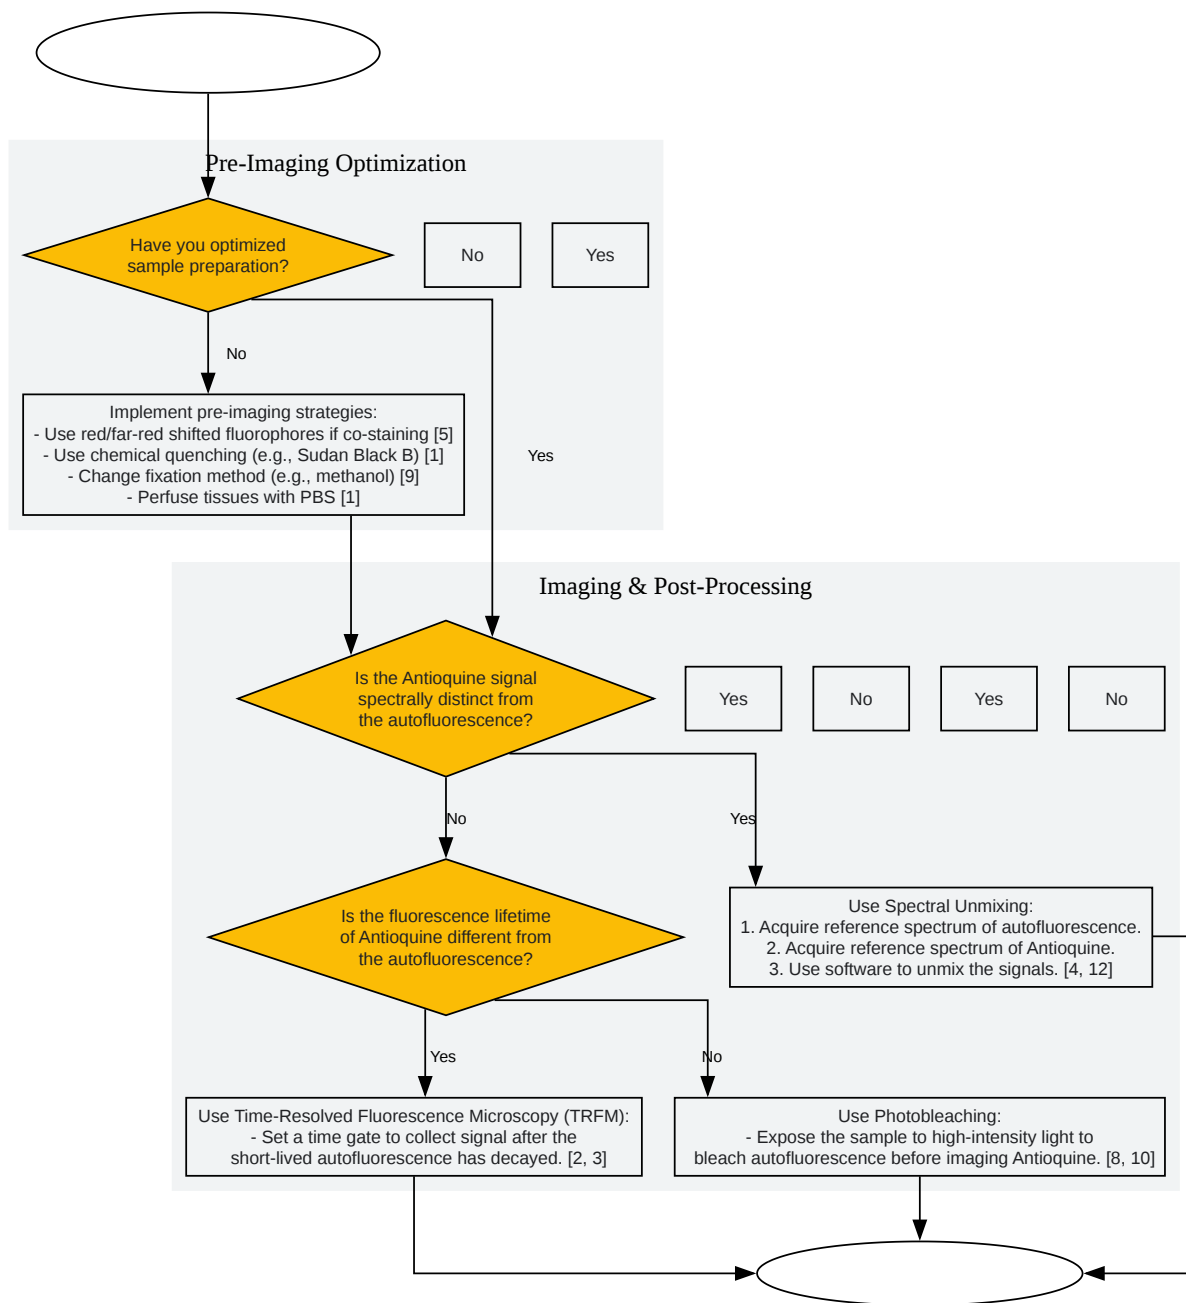 Pre-Imaging Optimization
Have you optimized
sample preparation?
No
Yes
No
Implement pre-imaging strategies:
- Use red/far-red shifted fluorophores if co-staining [5]
- Use chemical quenching (e.g., Sudan Black B) [1]
- Change fixation method (e.g., methanol) [9]
- Perfuse tissues with PBS [1]
Yes
Imaging & Post-Processing
Is the Antioquine signal
spectrally distinct from
the autofluorescence?
Yes
No
Yes
No
No
Yes
Is the fluorescence lifetime
of Antioquine different from
the autofluorescence?
Use Spectral Unmixing:
1. Acquire reference spectrum of autofluorescence.
2. Acquire reference spectrum of Antioquine.
3. Use software to unmix the signals. [4, 12]
Yes
No
Use Time-Resolved Fluorescence Microscopy (TRFM):
- Set a time gate to collect signal after the
short-lived autofluorescence has decayed. [2, 3]
Use Photobleaching:
- Expose the sample to high-intensity light to
bleach autofluorescence before imaging Antioquine. [8, 10]